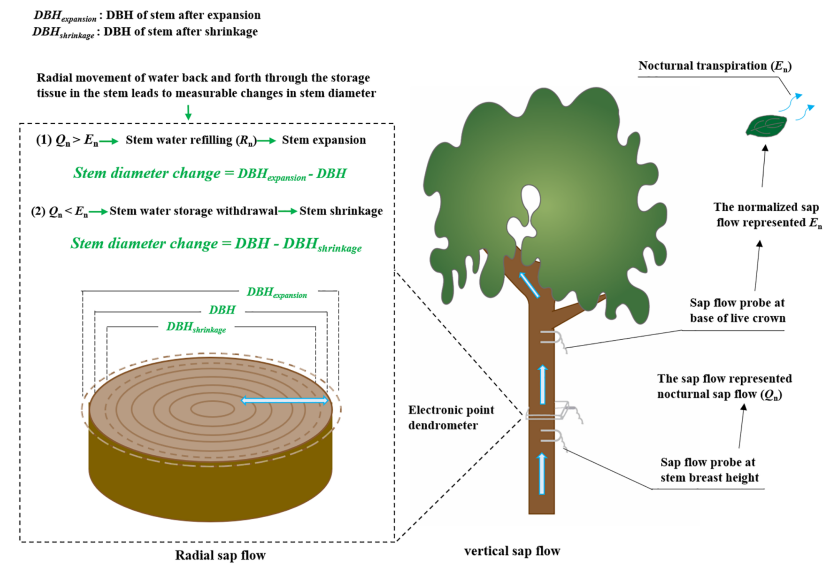 DBHexpansion : DBH of stem after expansion
DBHshrinkage : DBH of stem after shrinkage
Radial movement of water back and forth through the storage
tissue in the stem leads to measurable changes in stem diameter
(1) Qn > En Stem water refilling (Rn) Stem expansion
Stem diameter change = DBHexpansion - DBH
(2) Qn < En Stem water storage withdrawal Stem shrinkage
Stem diameter change = DBH - DBHshrinkage
DBHexpansion
DBH
DBHshrinkage
Radial sap flow
Nocturnal transpiration (En)
The normalized sap
flow represented En
Sap flow probe at
base of live crown
The sap flow represented
nocturnal sap flow (Qn)
Electronic point
dendrometer
Sap flow probe at
stem breast height
vertical sap flow